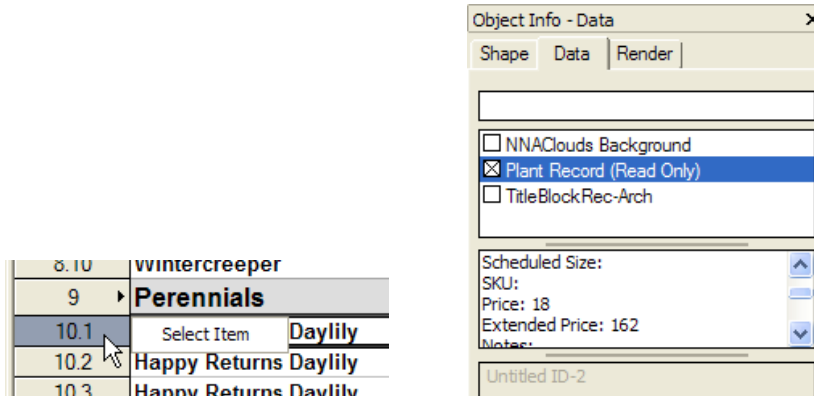 8.10 Wintercreeper
9 Perennials
10.1 Select Item Daylily
10.2 Happy Returns Daylily
10.3 Happy Returns Daylily
Object Info - Data
Shape Data Render
NNAClouds Background
Plant Record (Read Only)
TitleBlockRec-Arch
Scheduled Size:
SKU:
Price: 18
Extended Price: 162
Notes:
Untitled ID-2